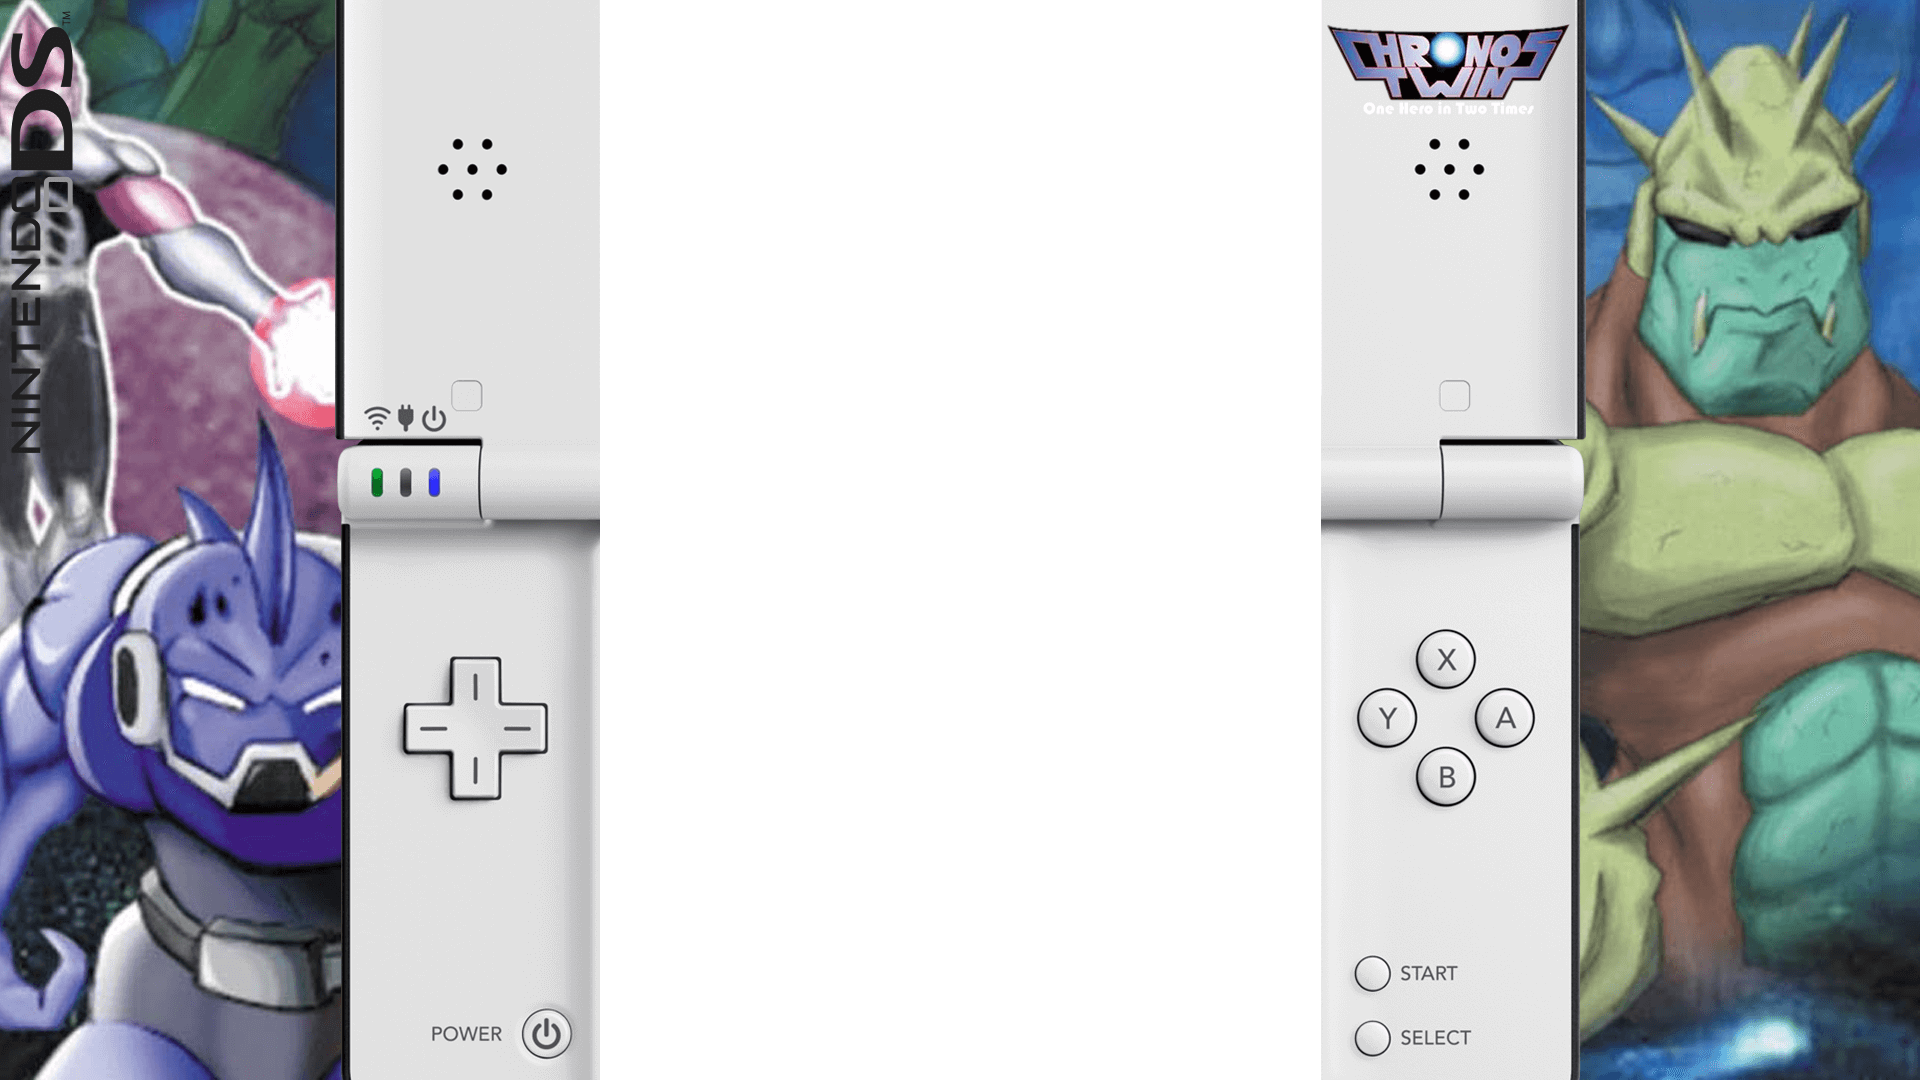 NINTENDO DS™
CHRONOS
TWIN
One Hero in Two Times
X
Y
A
B
START
SELECT
POWER